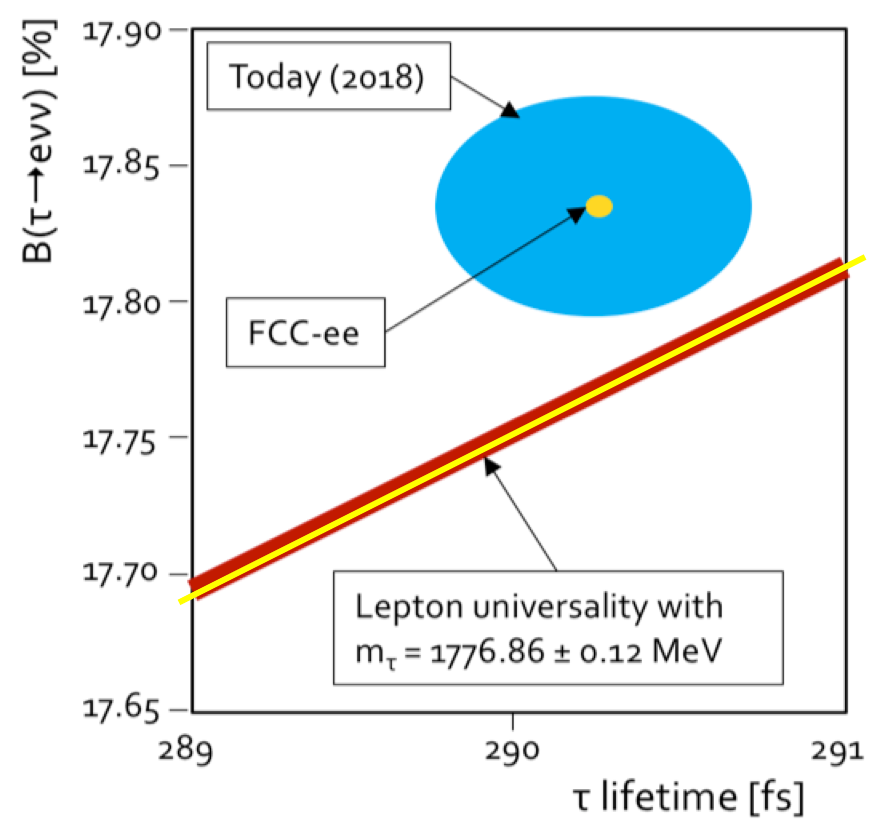 B(τ→eνν) [%]
17.90
Today (2018)
17.85
17.80
FCC-ee
17.75
17.70
Lepton universality with
mτ = 1776.86 ± 0.12 MeV
17.65
289
290
291
τ lifetime [fs]